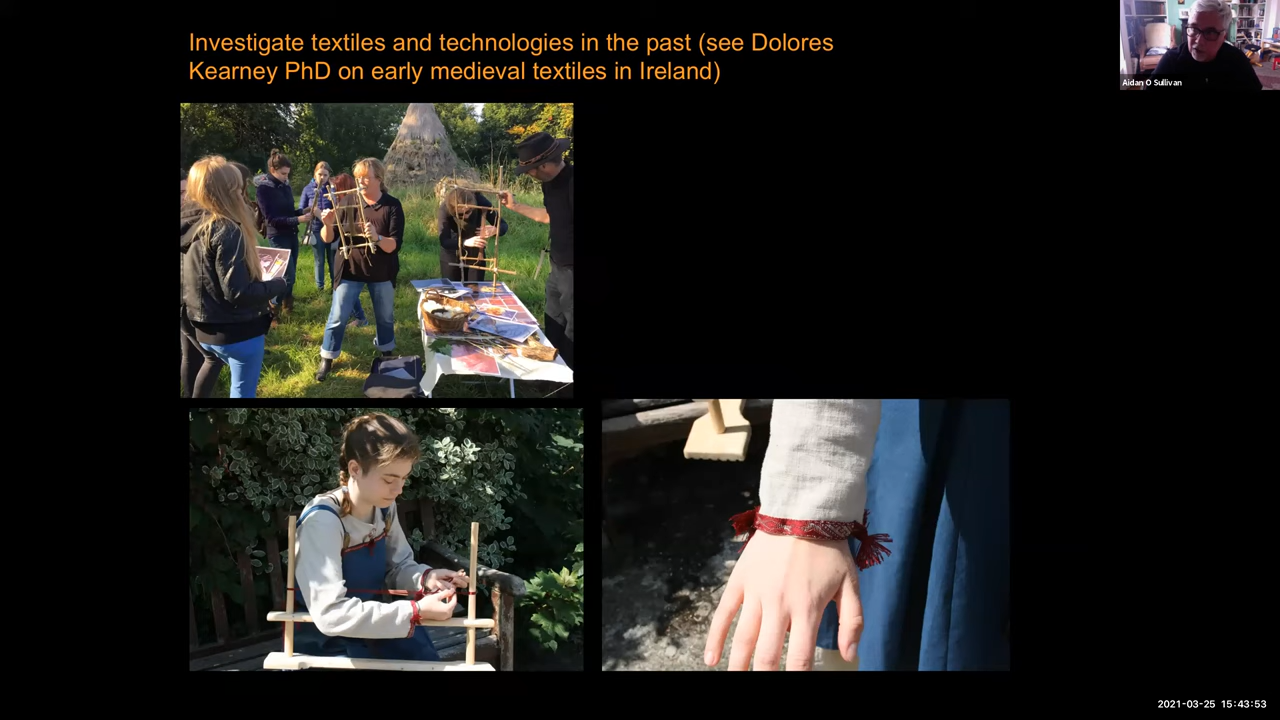 Investigate textiles and technologies in the past (see Dolores
Kearney PhD on early medieval textiles in Ireland)
Aidan O Sullivan
2021-03-25 15:43:53